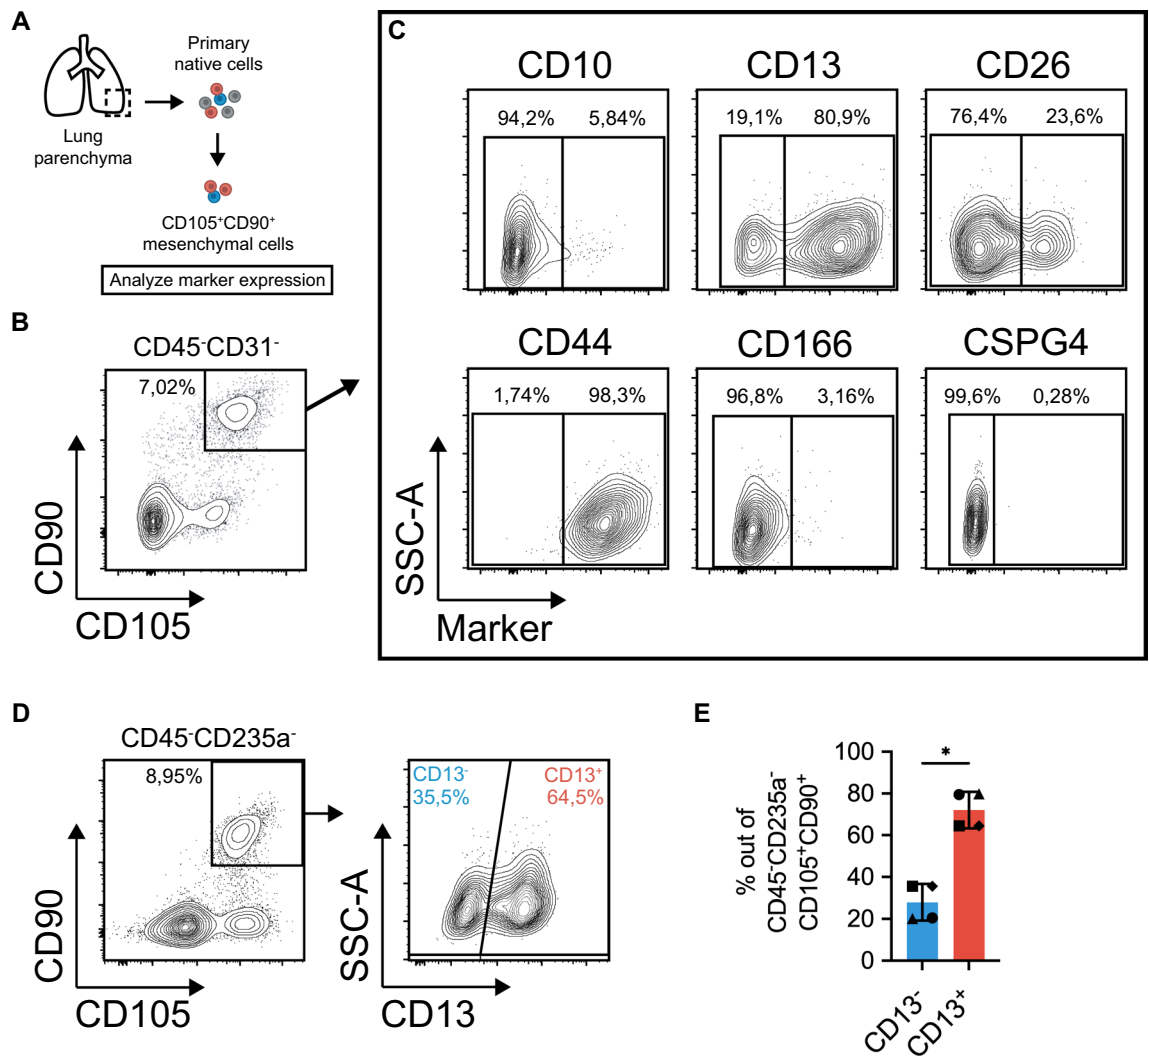 A
Primary
native cells
Lung
parenchyma
CD105⁺CD90⁺
mesenchymal cells
Analyze marker expression
B
CD45⁻CD31⁻
7,02%
CD90
CD105
C
CD10
94,2% 5,84%
CD13
19,1% 80,9%
CD26
76,4% 23,6%
CD44
1,74% 98,3%
CD166
96,8% 3,16%
CSPG4
99,6% 0,28%
SSC-A
Marker
D
CD45⁻CD235a⁻
8,95%
CD90
CD105
CD13⁻
35,5%
CD13⁺
64,5%
SSC-A
CD13
E
% out of
CD45⁻CD235a⁻
CD105⁺CD90⁺
100
80
60
40
20
0
*
CD13⁻
CD13⁺